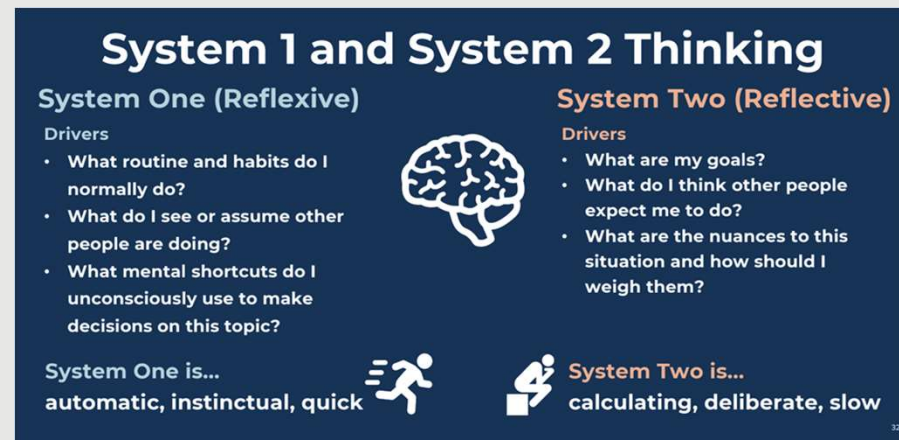 System 1 and System 2 Thinking
System One (Reflexive)
Drivers
• What routine and habits do I
normally do?
• What do I see or assume other
people are doing?
• What mental shortcuts do I
unconsciously use to make
decisions on this topic?
System One is...
automatic, instinctual, quick
System Two (Reflective)
Drivers
• What are my goals?
• What do I think other people
expect me to do?
• What are the nuances to this
situation and how should I
weigh them?
System Two is...
calculating, deliberate, slow
32